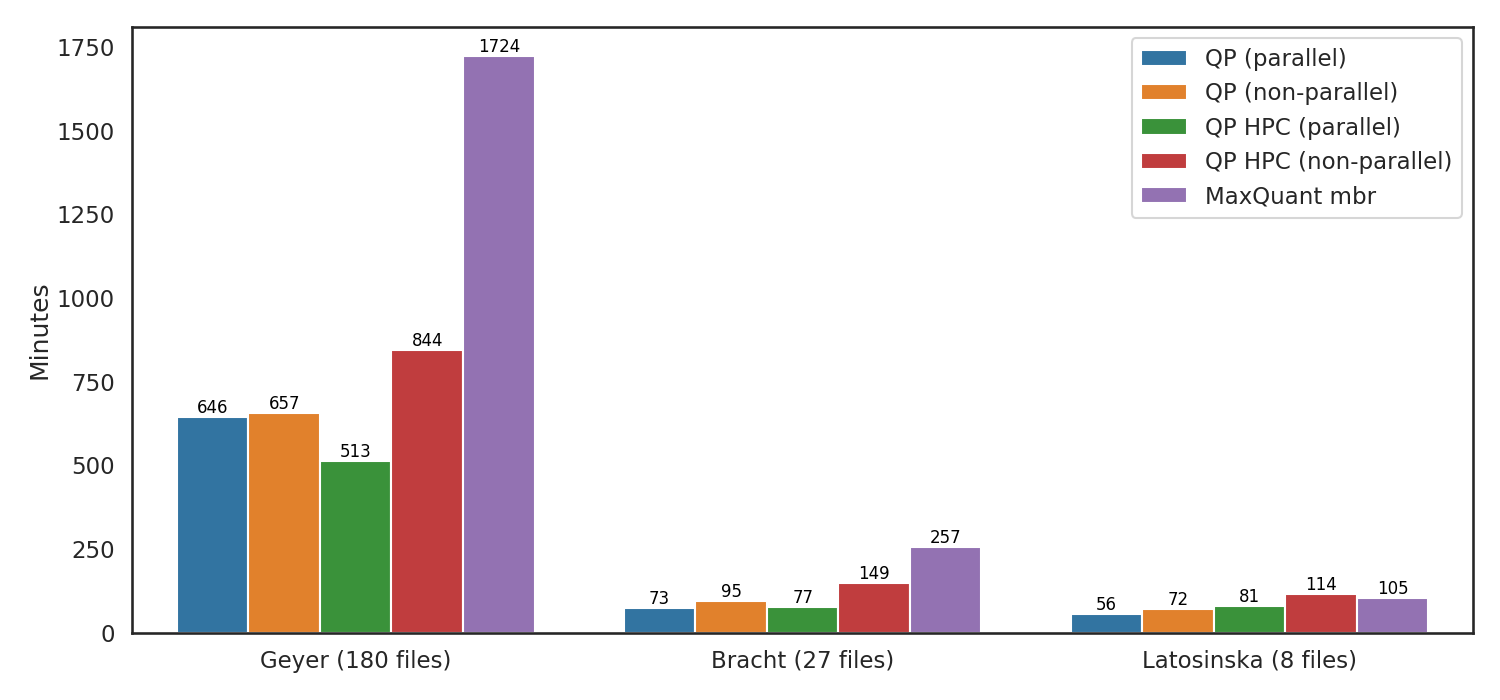 Minutes
1750
1500
1250
1000
750
500
250
0
646
657
513
844
1724
73
95
77
149
257
56
72
81
114
105
Geyer (180 files)
Bracht (27 files)
Latosinska (8 files)
QP (parallel)
QP (non-parallel)
QP HPC (parallel)
QP HPC (non-parallel)
MaxQuant mbr